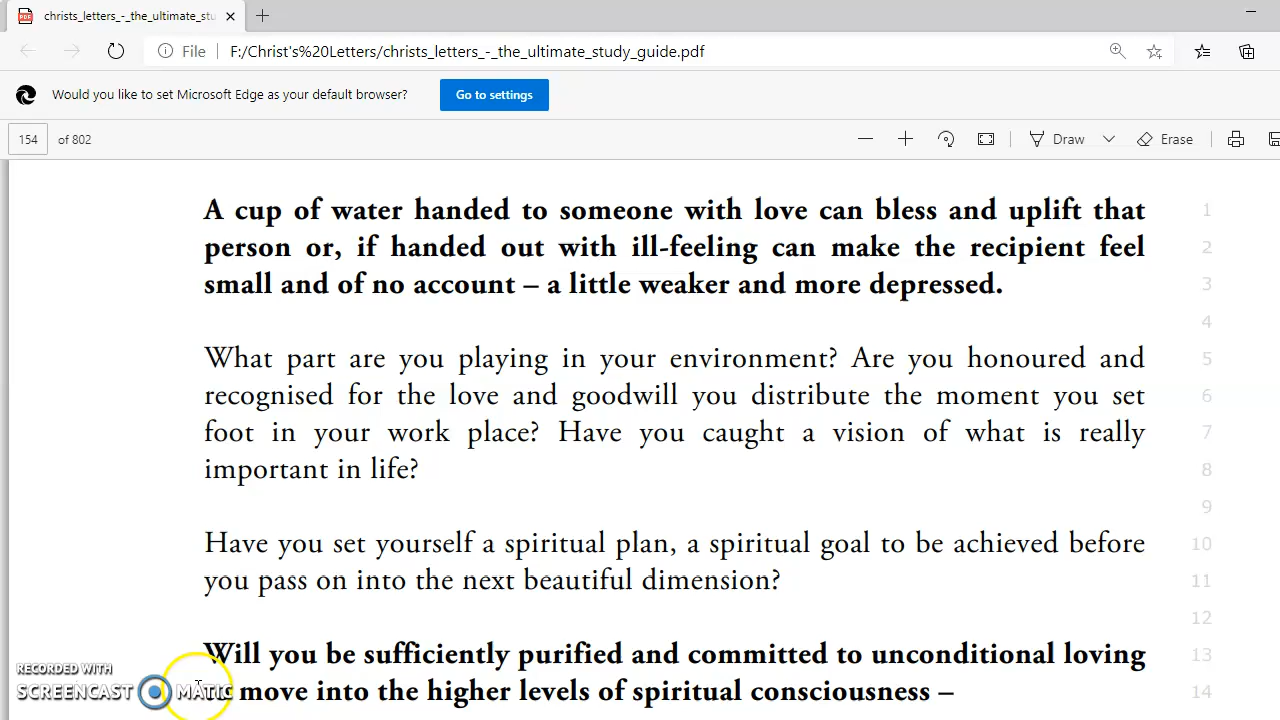 christs_letters_-_the_ultimate_stu
File
F:/Christ's%20Letters/christs_letters_-_the_ultimate_study_guide.pdf
Would you like to set Microsoft Edge as your default browser?
Go to settings
154 of 802
Draw
Erase
A cup of water handed to someone with love can bless and uplift that 1
person or, if handed out with ill-feeling can make the recipient feel 2
small and of no account – a little weaker and more depressed. 3
4
What part are you playing in your environment? Are you honoured and 5
recognised for the love and goodwill you distribute the moment you set 6
foot in your work place? Have you caught a vision of what is really 7
important in life? 8
9
Have you set yourself a spiritual plan, a spiritual goal to be achieved before 10
you pass on into the next beautiful dimension? 11
12
Will you be sufficiently purified and committed to unconditional loving 13
move into the higher levels of spiritual consciousness – 14
RECORDED WITH
SCREENCAST MATIC